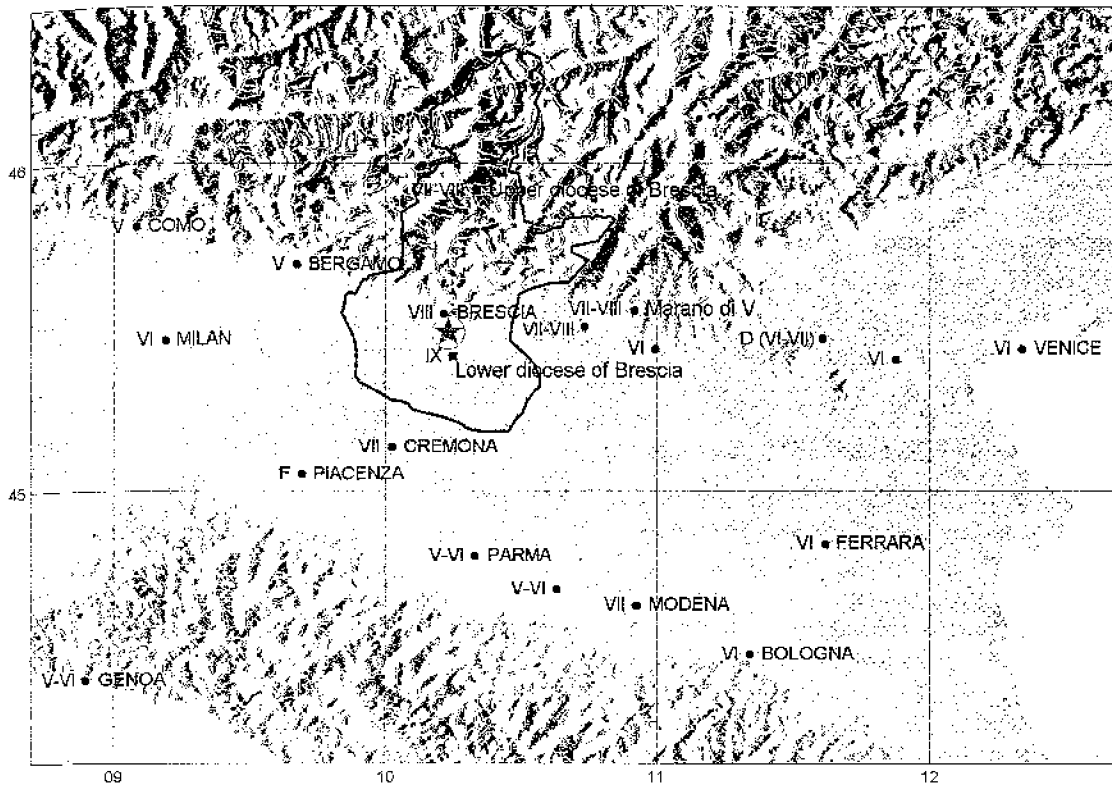 46
VII-VIII Upper diocese of Brescia
V COMO
V BERGAMO
VIII BRESCIA
VII-VIII Marano di V.
VII-VIII
VI MILAN
VI
D (VI-VII)
VI
VI VENICE
IX
Lower diocese of Brescia
VII CREMONA
F PIACENZA
45
V-VI PARMA
VI FERRARA
V-VI
VII MODENA
VI BOLOGNA
V-VI GENOA
09 10 11 12